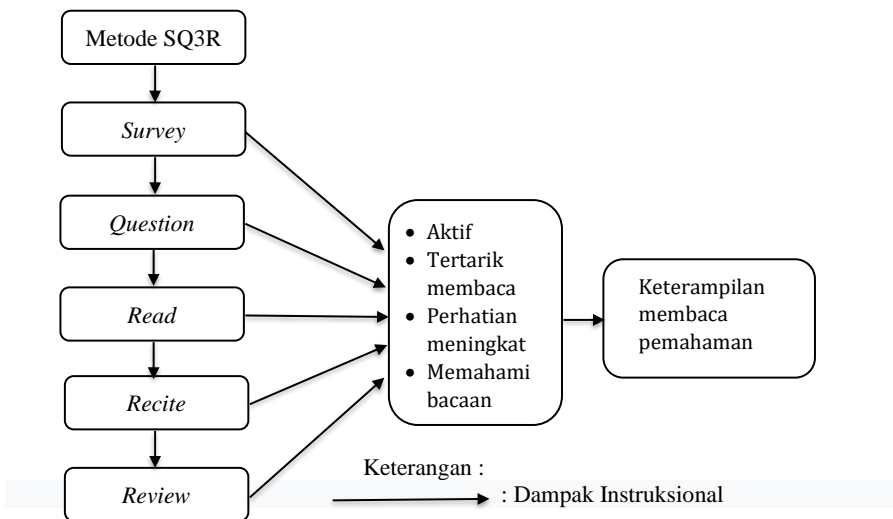 Metode SQ3R
Survey
Question
Read
Recite
Review
• Aktif
• Tertarik
membaca
• Perhatian
meningkat
• Memahami
bacaan
Keterampilan
membaca
pemahaman
Keterangan :
: Dampak Instruksional